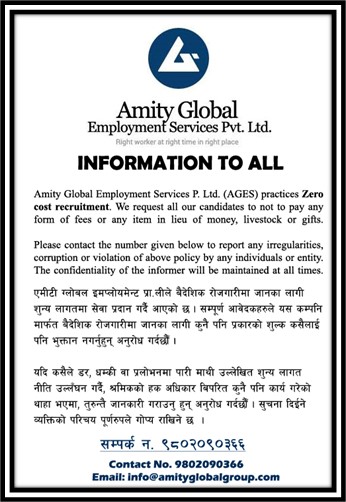 Amity Global
Employment Services Pvt. Ltd.
Right worker at right time in right place
INFORMATION TO ALL
Amity Global Employment Services P. Ltd. (AGES) practices Zero
cost recruitment. We request all our candidates to not to pay any
form of fees or any item in lieu of money, livestock or gifts.
Please contact the number given below to report any irregularities,
corruption or violation of above policy by any individuals or entity.
The confidentiality of the informer will be maintained at all times.
एमीटी ग्लोबल इमप्लोयमेन्ट प्रा.लीले बैदेशिक रोजगारीमा जानका लागी
शुन्य लागतमा सेवा प्रदान गर्दै आएको छ । सम्पूर्ण आवेदकहरुले यस कम्पनि
मार्फत बैदेशिक रोजगारीमा जानका लागी कुनै पनि प्रकारको शुल्क कसैलाई
पनि भुक्तान नगर्नुहुन् अनुरोध गर्दछौं ।
यदि कसैले डर, धम्की वा प्रलोभनमा पारी माथी उल्लेखित शुन्य लागत
नीति उल्लंघन गर्दै, श्रमिकको हक अधिकार बिपरित कुनै पनि कार्य गरेको
थाहा भएमा, तुरुन्तै जानकारी गराउनु हुन् अनुरोध गर्दछौं । सुचना दिईने
व्यक्तिको परिचय पूर्णरुपले गोप्य राखिने छ ।
सम्पर्क न. ९८०२०९०३६६
Contact No. 9802090366
Email: info@amityglobalgroup.com